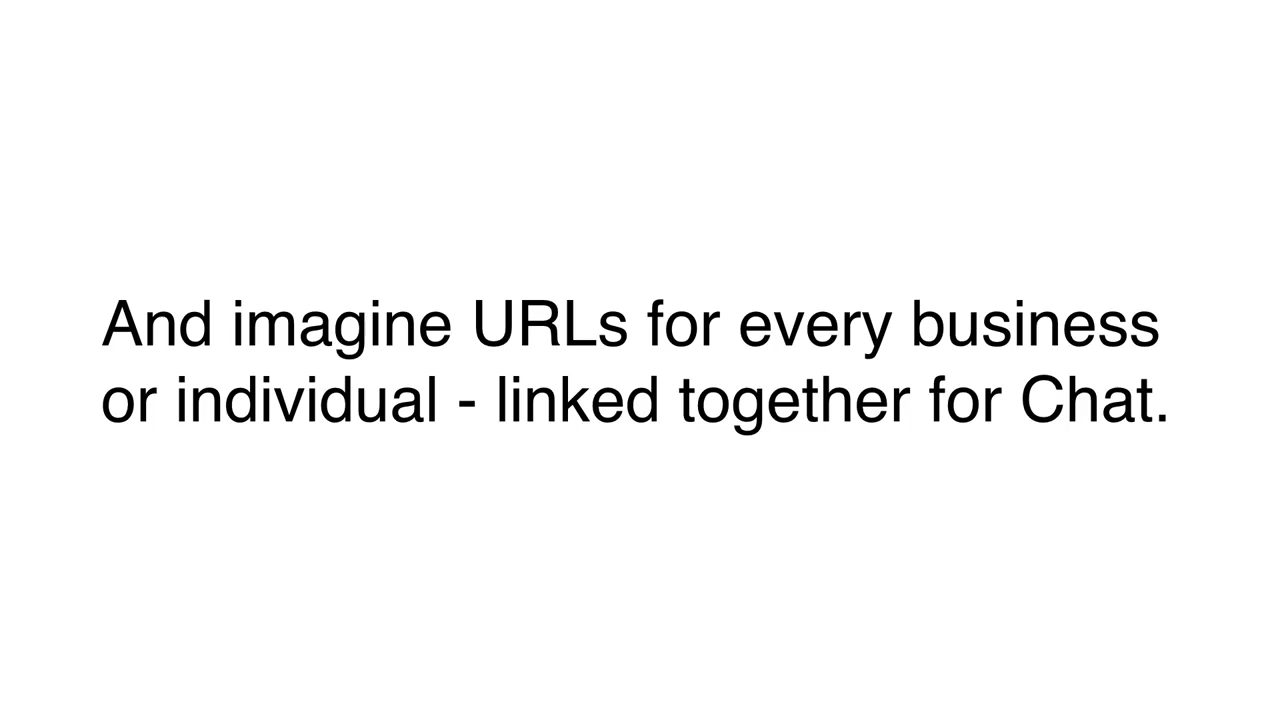 And imagine URLs for every business
or individual - linked together for Chat.